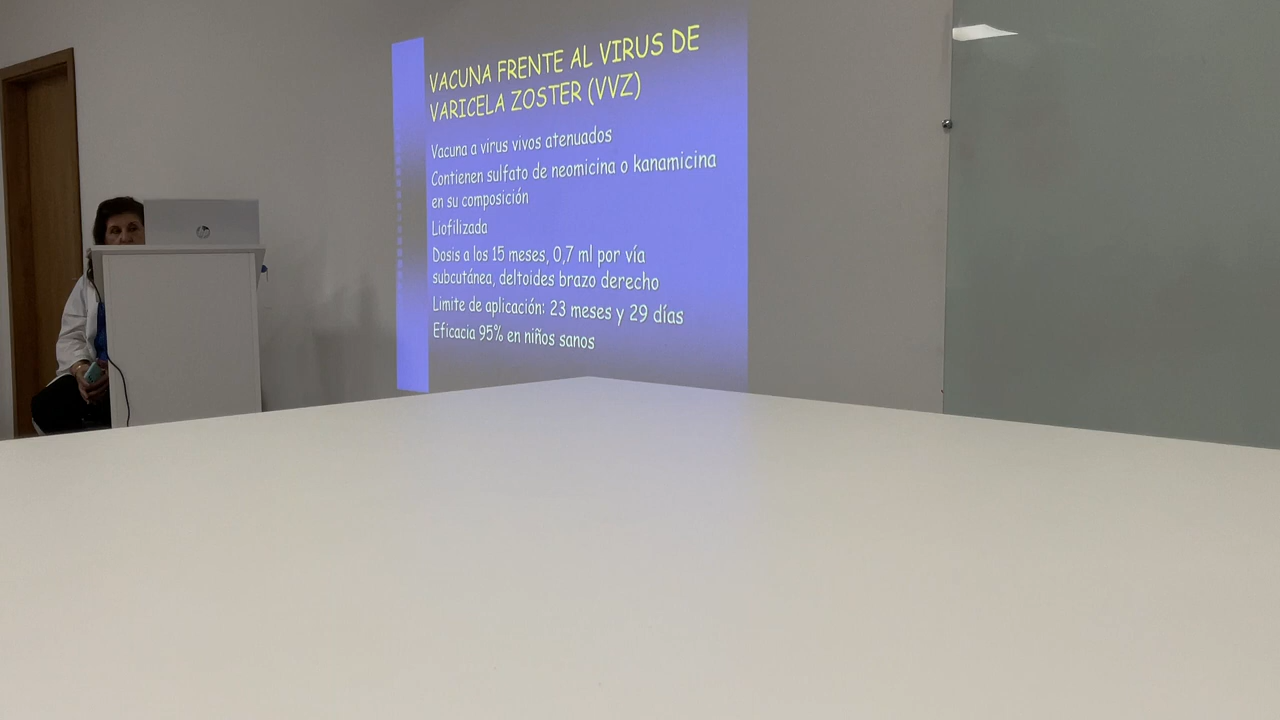 VACUNA FRENTE AL VIRUS DE
VARICELA ZOSTER (VVZ)
Vacuna a virus vivos atenuados
Contienen sulfato de neomicina o kanamicina
en su composición
Liofilizada
Dosis a los 15 meses, 0,7 ml por vía
subcutánea, deltoides brazo derecho
Limite de aplicación: 23 meses y 29 días
Eficacia 95% en niños sanos